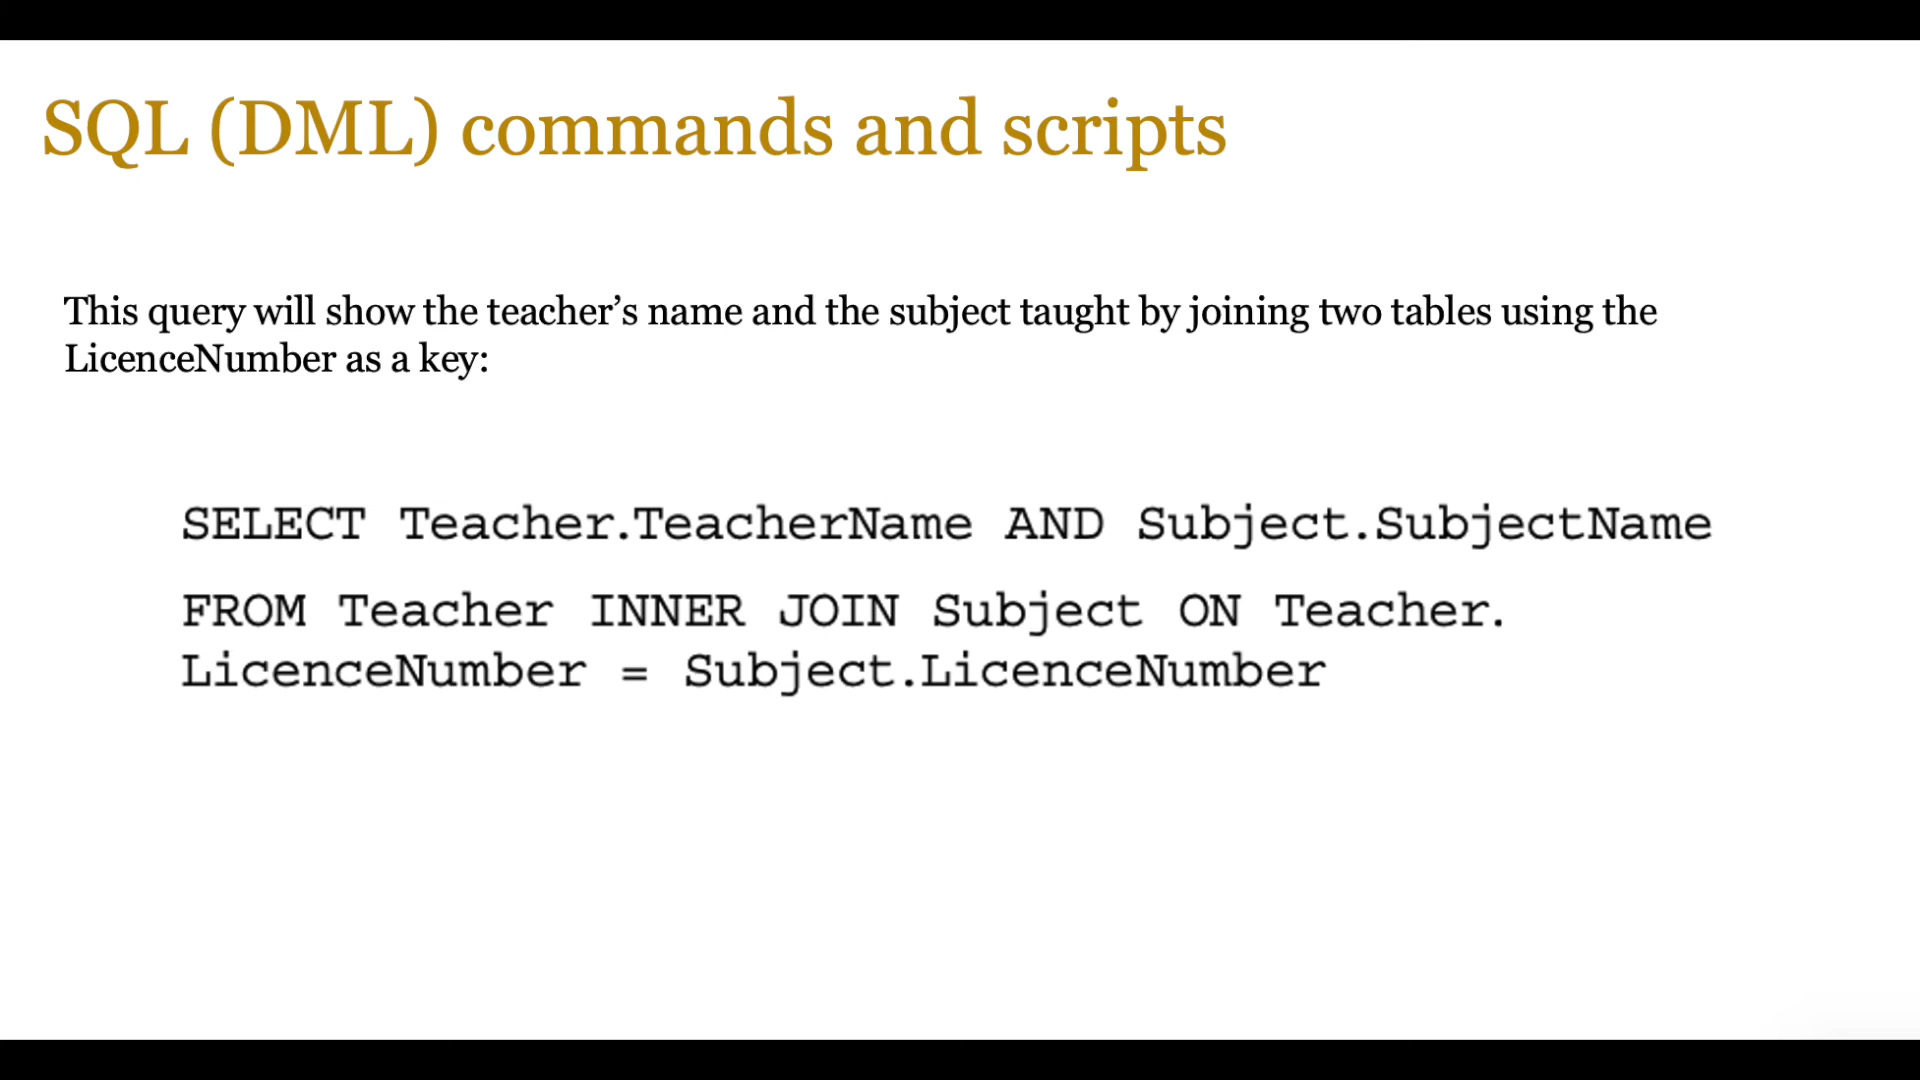 SQL (DML) commands and scripts
This query will show the teacher’s name and the subject taught by joining two tables using the
LicenceNumber as a key:
SELECT Teacher.TeacherName AND Subject.SubjectName
FROM Teacher INNER JOIN Subject ON Teacher.
LicenceNumber = Subject.LicenceNumber